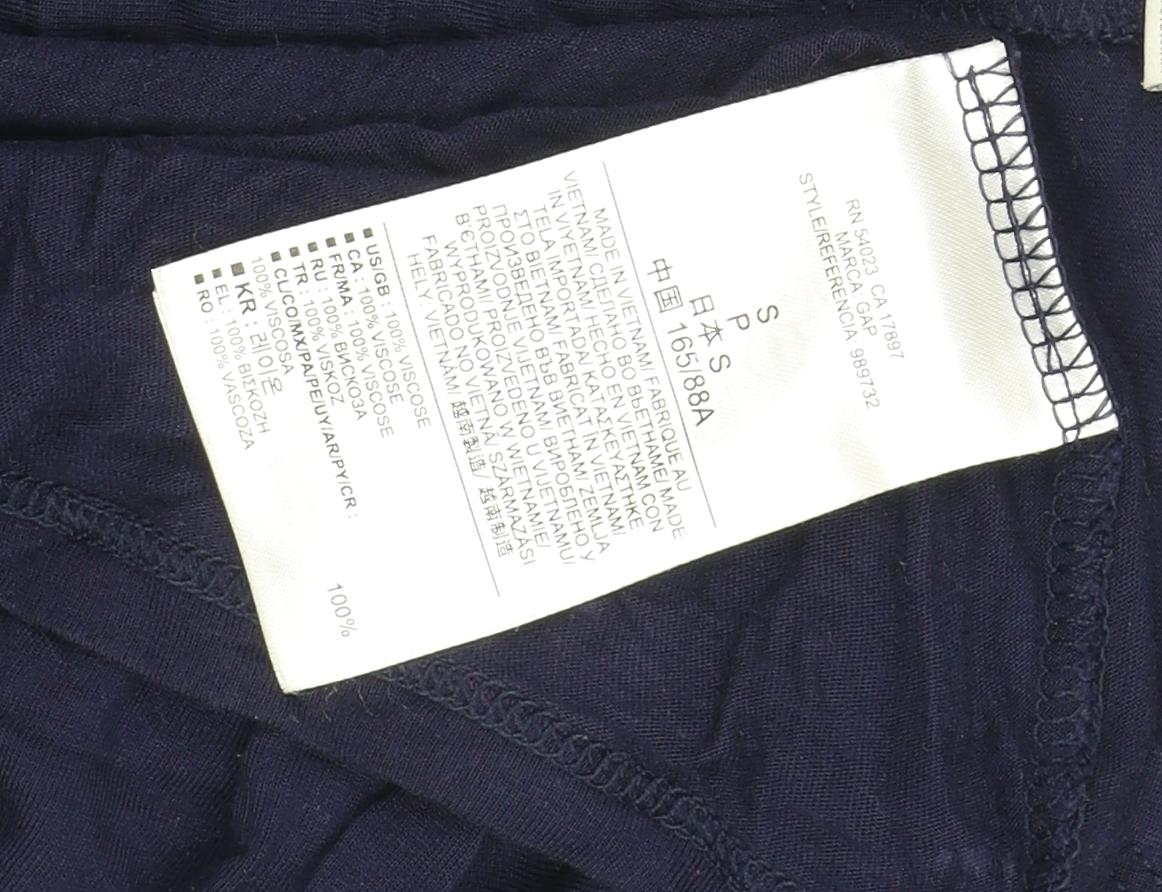 RN 54023 CA 17897
MARCA: GAP
STYLE/REFERENCIA 989732
S
P
日本 S
中国 165/88A
MADE IN VIETNAM/ FABRIQUE AU
VIETNAM/ СДЕЛАНО ВО ВЬЕТНАМЕ/ MADE
IN VIYETNAM/ HECHO EN VIETNAM CON
TELA IMPORTADA/ ΚΑΤΑΣΚΕΥΑΣΤΗΚΕ
ΣΤΟ ΒΙΕΤΝΑΜ/ FABRICAT IN VIETNAM/
ПРОИЗВЕДЕНО ВЪВ ВИЕТНАМ/ ZEMLJA
PROIZVODNJE VIJETNAM/ ВИРОБЛЕНО У
В'ЄТНАМІ/ PROIZVEDENO U VIJETNAMU/
WYPRODUKOWANO W WIETNAMIE/
FABRICADO NO VIETNÃ/ SZÁRMAZÁSI
HELY: VIETNAM/ 越南製造/ 越南制造
■ US/GB : 100% VISCOSE
■ CA : 100% VISCOSE
■ FR/MA : 100% VISCOSE
■ RU : 100% ВИСКОЗА
■ TR : 100% VISKOZ
■ CL/CO/MX/PA/PE/UY/AR/PY/CR : 100%
100% VISCOSA
■ KR : 레이온 100%
■ EL : 100% ΒΙΣΚΟΖΗ
■ RO : 100% VASCOZA